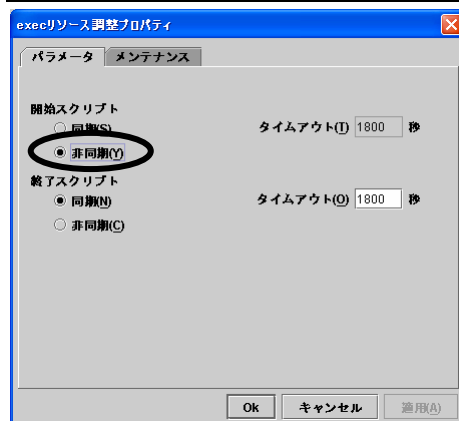 execリソース調整プロパティ
パラメータ メンテナンス
開始スクリプト
同期(S) タイムアウト(T) 1800 秒
非同期(Y)
終了スクリプト
同期(N) タイムアウト(O) 1800 秒
非同期(C)
Ok キャンセル 適用(A)